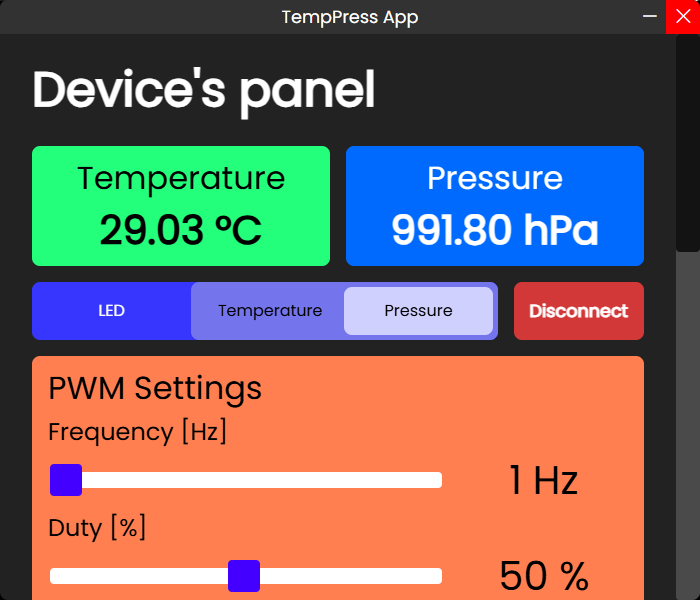 TempPress App
Device's panel
Temperature
29.03 °C
Pressure
991.80 hPa
LED
Temperature
Pressure
Disconnect
PWM Settings
Frequency [Hz]
1 Hz
Duty [%]
50 %